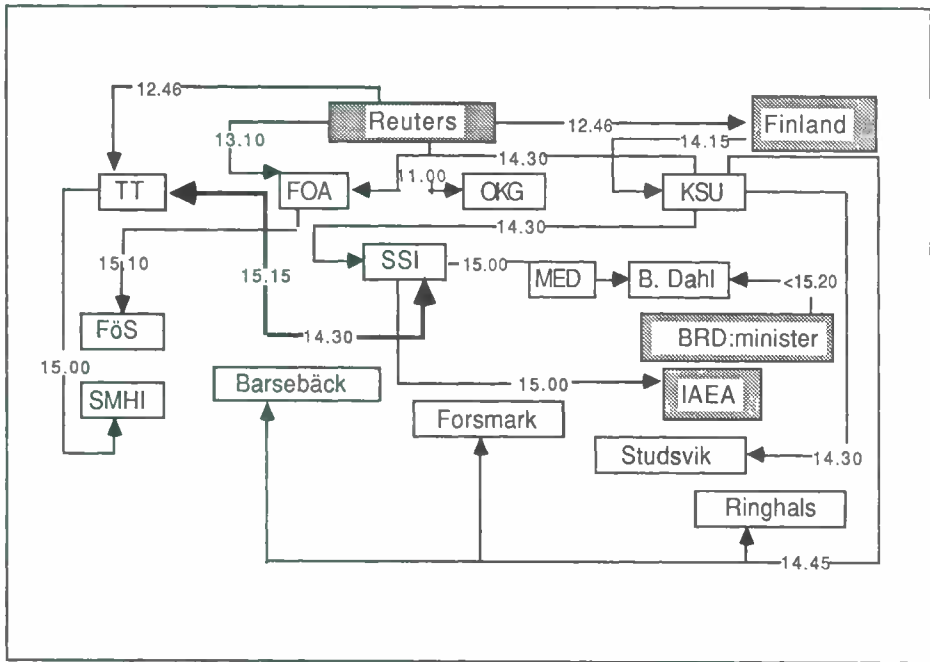 12.46
Reuters
12.46
Finland
13.10
14.15
14.30
11.00
TT
FOA
OKG
KSU
14.30
15.10
15.15
SSI
15.00
MED
B. Dahl
<15.20
FöS
14.30
BRD:minister
15.00
Barsebäck
15.00
IAEA
SMHI
Forsmark
Studsvik
14.30
Ringhals
14.45